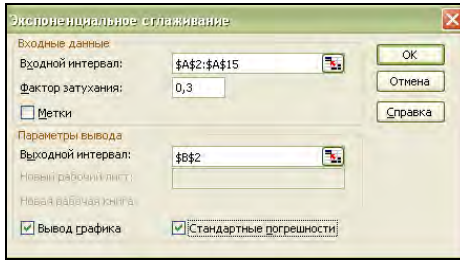 Экспоненциальное сглаживание
Входные данные
Входной интервал: $A$2:$A$15
Фактор затухания: 0,3
Метки
Параметры вывода
Выходной интервал: $B$2
Новый рабочий лист:
Новая рабочая книга
Вывод графика Стандартные погрешности
ОК
Отмена
Справка